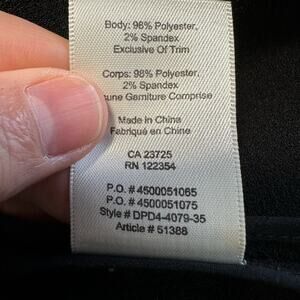 Body: 98% Polyester,
2% Spandex
Exclusive Of Trim
Corps: 98% Polyester,
2% Spandex
une Garniture Comprise
Made in China
Fabriqué en Chine
CA 23725
RN 122354
P.O. # 4500051065
P.O. # 4500051075
Style # DPD4-4079-35
Article # 51388